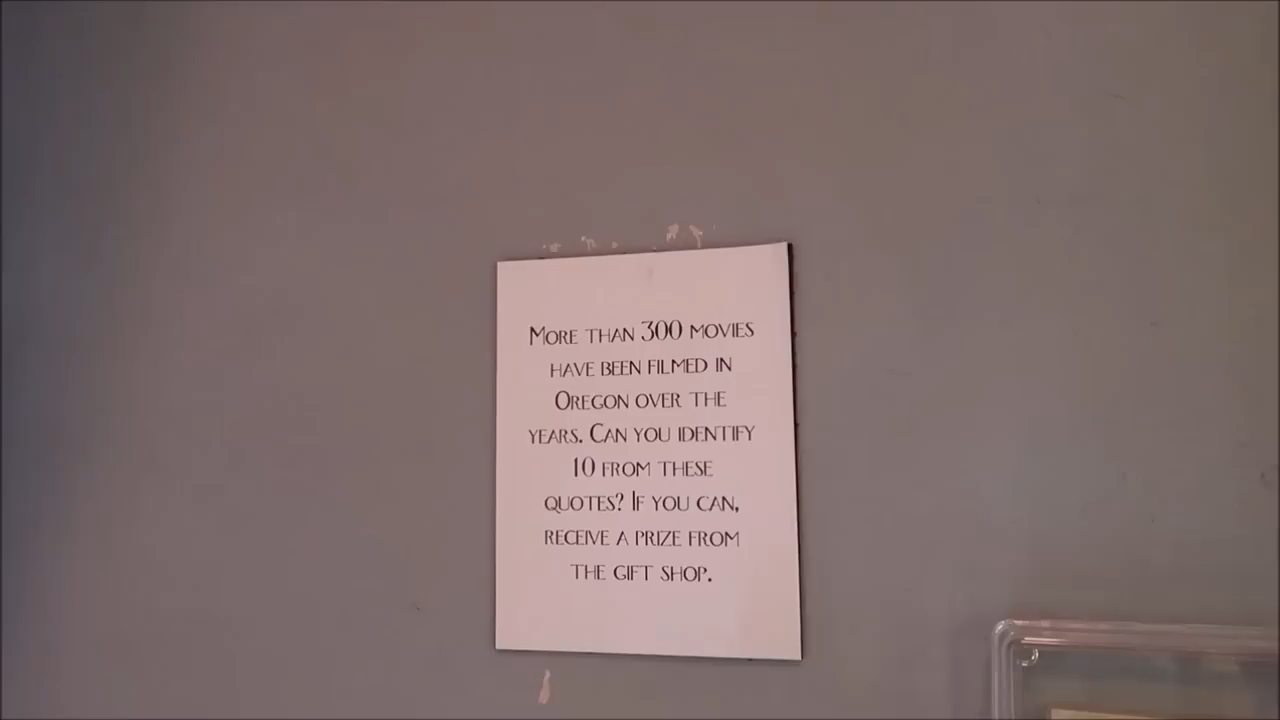 More than 300 movies
have been filmed in
Oregon over the
years. Can you identify
10 from these
quotes? If you can,
receive a prize from
the gift shop.